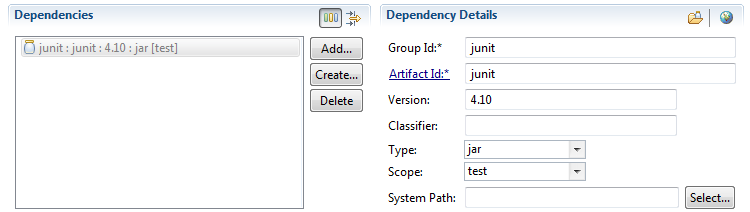 Dependencies
junit : junit : 4.10 : jar [test]
Add...
Create...
Delete
Dependency Details
Group Id:* junit
Artifact Id:* junit
Version: 4.10
Classifier:
Type: jar
Scope: test
System Path: Select...